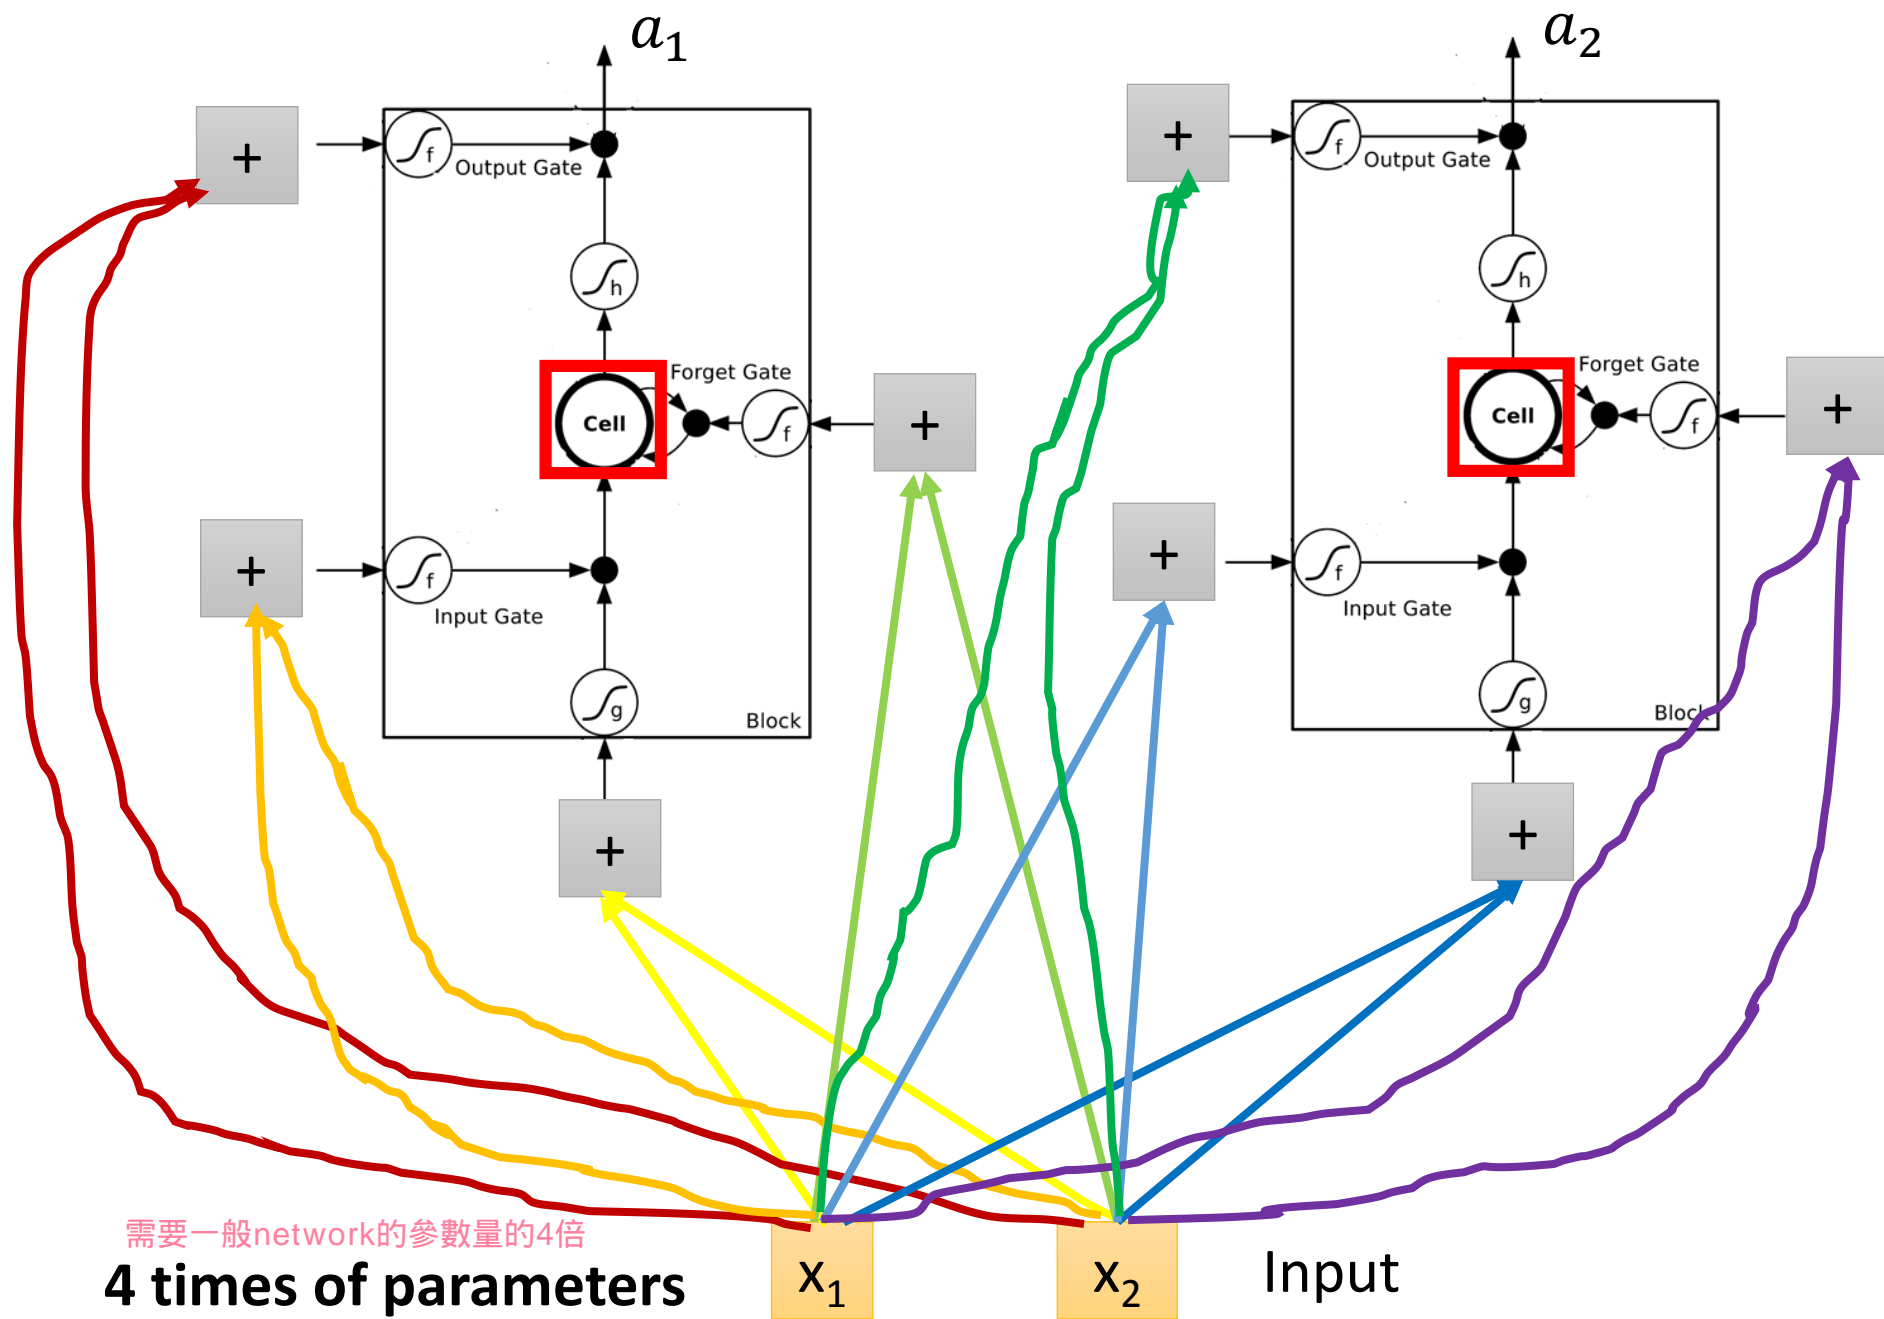 a₁
a₂
+
+
f
Output Gate
f
Output Gate
h
h
Forget Gate
Forget Gate
Cell
f
+
Cell
f
+
+
f
Input Gate
+
f
Input Gate
g
Block
g
Block
+
+
需要一般network的參數量的4倍
4 times of parameters
x₁
x₂
Input